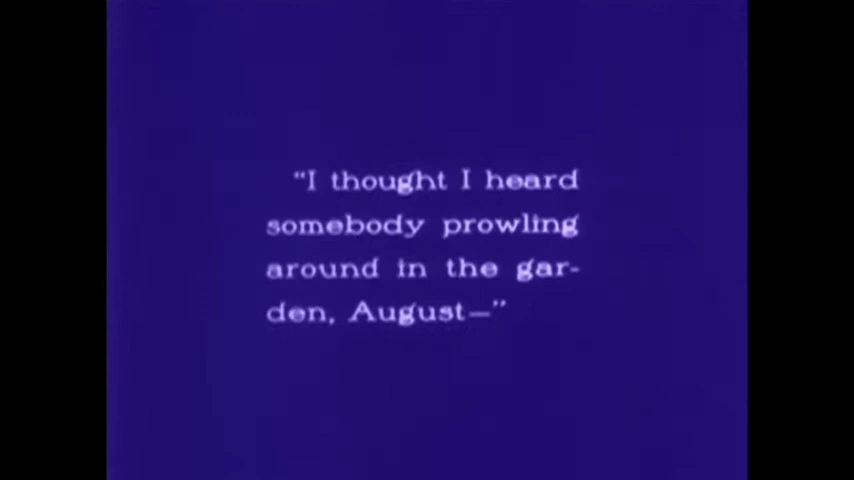 "I thought I heard
somebody prowling
around in the gar-
den, August—"